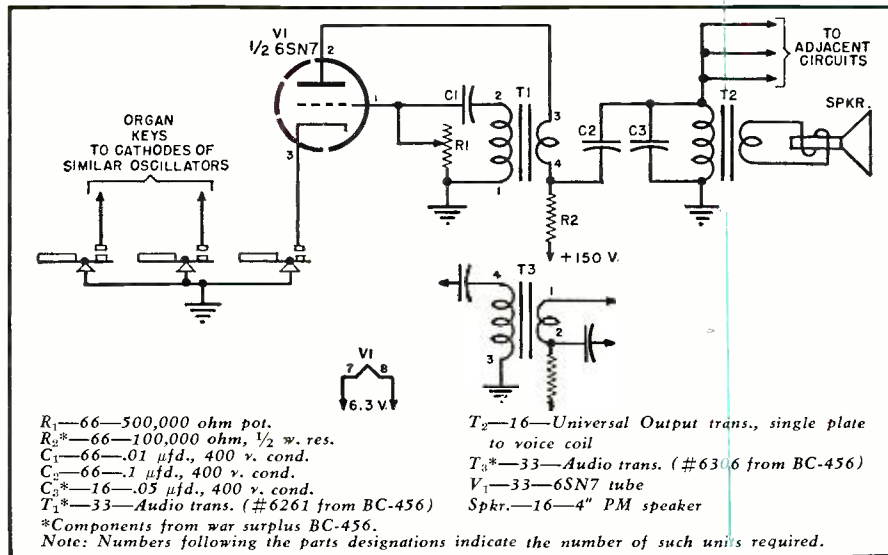 V1
1/2 6SN7
2
1
3
ORGAN
KEYS
TO CATHODES OF
SIMILAR OSCILLATORS
C1
2
T1
3
R1
4
1
C2
C3
T2
TO
ADJACENT
CIRCUITS
SPKR.
R2
+150 V.
T3
4
1
2
3
V1
7 8
6.3 V.
R1—66—500,000 ohm pot.
R2*—66—100,000 ohm, 1/2 w. res.
C1—66—.01 μfd., 400 v. cond.
C2—66—.1 μfd., 400 v. cond.
C3*—16—.05 μfd., 400 v. cond.
T1*—33—Audio trans. (#6261 from BC-456)
*Components from war surplus BC-456.
T2—16—Universal Output trans., single plate
to voice coil
T3*—33—Audio trans. (#6306 from BC-456)
V1—33—6SN7 tube
Spkr.—16—4" PM speaker
Note: Numbers following the parts designations indicate the number of such units required.